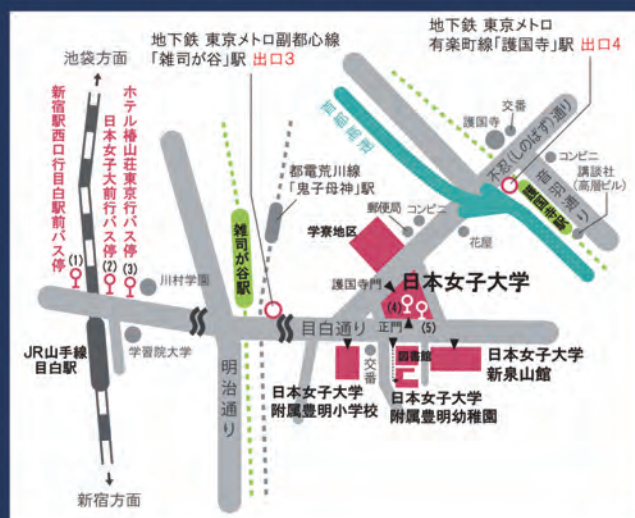 地下鉄 東京メトロ副都心線
「雑司が谷」駅 出口3
地下鉄 東京メトロ
有楽町線「護国寺」駅 出口4
池袋方面
新宿駅西口行目白駅前バス停
(1)
日本女子大前行バス停
(2)
ホテル椿山荘東京行バス停
(3)
川村学園
学習院大学
JR山手線
目白駅
新宿方面
雑司が谷駅
都電荒川線
「鬼子母神」駅
首都高速
護国寺
交番
不忍(しのばず)通り
コンビニ
音羽通り
講談社
(高層ビル)
護国寺駅
郵便局
コンビニ
花屋
学寮地区
護国寺門
日本女子大学
(4)
(5)
目白通り
正門
明治通り
交番
図書館
日本女子大学
新泉山館
日本女子大学
附属豊明小学校
日本女子大学
附属豊明幼稚園